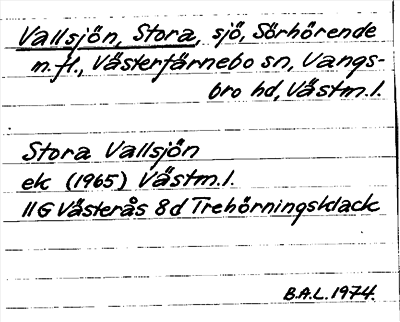 Vallsjön, Stora, sjö, Sörhörende
m.fl., Västerfärnebo sn, Vangs-
bro hd, Västm.l.
Stora Vallsjön
ek (1965) Västm.l.
11G Västerås 8d Trehörningsklack
B.A.L. 1974.